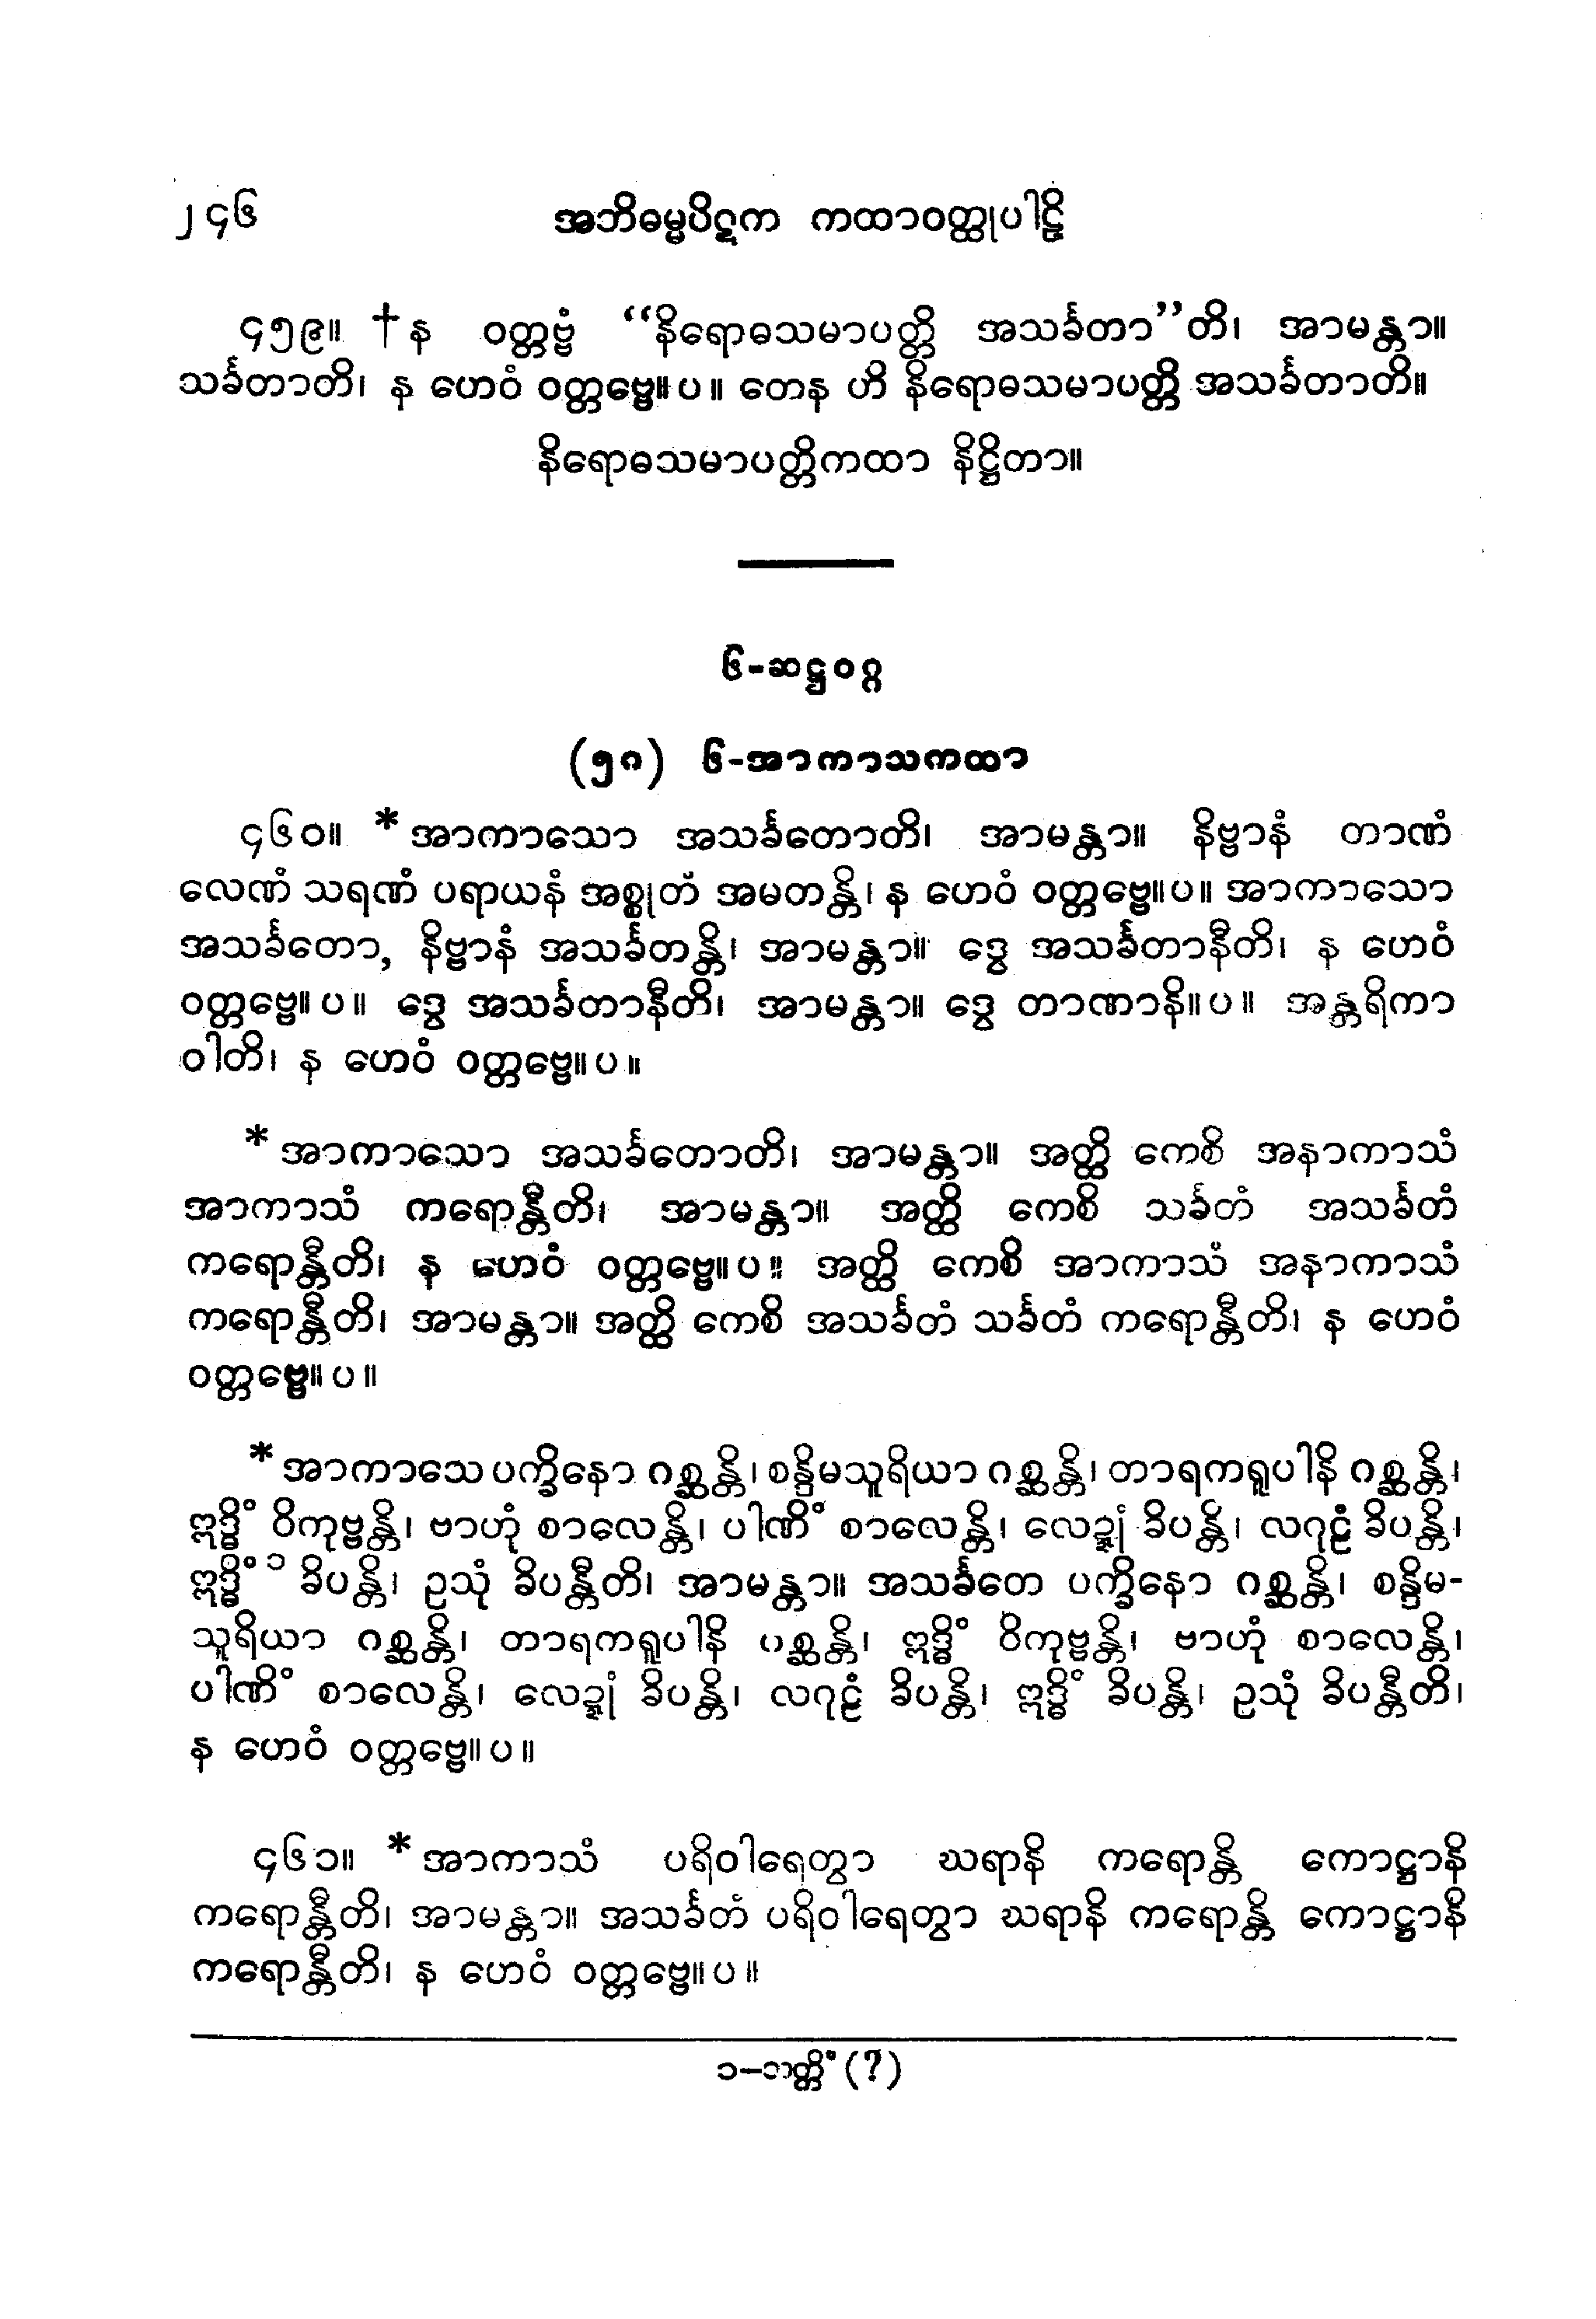 ၂၄၆ အဘိဓမ္မပိဋက ကထာဝတ္ထုပါဠိ
၄၅၉။ †န ဝတ္တဗ္ဗံ “နိရောဓသမာပတ္တိ အသင်္ခတာ”တိ၊ အာမန္တာ။
သင်္ခတာတိ၊ န ဟေဝံ ဝတ္တဗ္ဗေ။ပ။ တေန ဟိ နိရောဓသမာပတ္တိ အသင်္ခတာတိ။
နိရောဓသမာပတ္တိကထာ နိဋ္ဌိတာ။
၆-ဆဋ္ဌဝဂ္ဂ
(၅၈) ၆-အာကာသကထာ
၄၆၀။ *အာကာသော အသင်္ခတောတိ၊ အာမန္တာ။ နိဗ္ဗာနံ တာဏံ
လေဏံ သရဏံ ပရာယနံ အစ္စုတံ အမတန္တိ၊ န ဟေဝံ ဝတ္တဗ္ဗေ။ပ။ အာကာသော
အသင်္ခတော, နိဗ္ဗာနံ အသင်္ခတန္တိ၊ အာမန္တာ။ ဒွေ အသင်္ခတာနီတိ၊ န ဟေဝံ
ဝတ္တဗ္ဗေ။ပ။ ဒွေ အသင်္ခတာနီတိ၊ အာမန္တာ။ ဒွေ တာဏာနိ။ပ။ အန္တရိကာ
ဝါတိ၊ န ဟေဝံ ဝတ္တဗ္ဗေ။ပ။
*အာကာသော အသင်္ခတောတိ၊ အာမန္တာ။ အတ္ထိ ကေစိ အနာကာသံ
အာကာသံ ကရောန္တီတိ၊ အာမန္တာ။ အတ္ထိ ကေစိ သင်္ခတံ အသင်္ခတံ
ကရောန္တီတိ၊ န ဟေဝံ ဝတ္တဗ္ဗေ။ပ။ အတ္ထိ ကေစိ အာကာသံ အနာကာသံ
ကရောန္တီတိ၊ အာမန္တာ။ အတ္ထိ ကေစိ အသင်္ခတံ သင်္ခတံ ကရောန္တီတိ၊ န ဟေဝံ
ဝတ္တဗ္ဗေ။ပ။
*အာကာသေ ပက္ခိနော ဂစ္ဆန္တိ၊ စန္ဒိမသူရိယာ ဂစ္ဆန္တိ၊ တာရကရူပါနိ ဂစ္ဆန္တိ၊
ဣဒ္ဓိံ ဝိကုဗ္ဗန္တိ၊ ဗာဟုံ စာလေန္တိ၊ ပါဏိံ စာလေန္တိ၊ လေဍ္ဍုံ ခိပန္တိ၊ လဂုဠံ ခိပန္တိ၊
ဣဒ္ဓိံ ၁ ခိပန္တိ၊ ဥသုံ ခိပန္တီတိ၊ အာမန္တာ။ အသင်္ခတေ ပက္ခိနော ဂစ္ဆန္တိ၊ စန္ဒိမ-
သူရိယာ ဂစ္ဆန္တိ၊ တာရကရူပါနိ ဂစ္ဆန္တိ၊ ဣဒ္ဓိံ ဝိကုဗ္ဗန္တိ၊ ဗာဟုံ စာလေန္တိ၊
ပါဏိံ စာလေန္တိ၊ လေဍ္ဍုံ ခိပန္တိ၊ လဂုဠံ ခိပန္တိ၊ ဣဒ္ဓိံ ခိပန္တိ၊ ဥသုံ ခိပန္တီတိ၊
န ဟေဝံ ဝတ္တဗ္ဗေ။ပ။
၄၆၁။ *အာကာသံ ပရိဝါရေတွာ ဃရာနိ ကရောန္တိ ကောဋ္ဌာနိ
ကရောန္တီတိ၊ အာမန္တာ။ အသင်္ခတံ ပရိဝါရေတွာ ဃရာနိ ကရောန္တိ ကောဋ္ဌာနိ
ကရောန္တီတိ၊ န ဟေဝံ ဝတ္တဗ္ဗေ။ပ။
၁-သတ္တိံ (?)